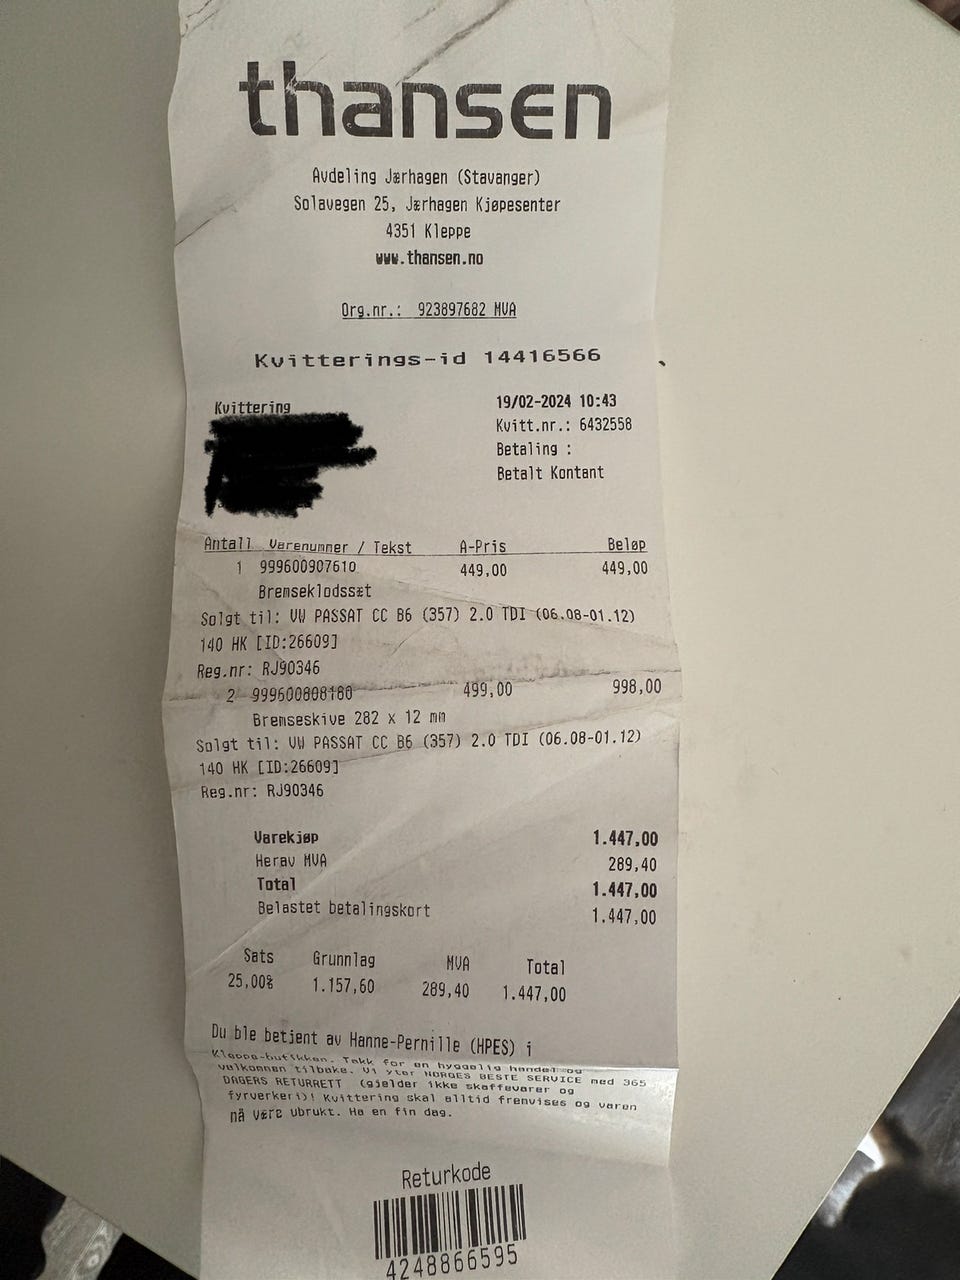 thansen
Avdeling Jærhagen (Stavanger)
Solavegen 25, Jærhagen Kjøpesenter
4351 Kleppe
www.thansen.no
Org.nr.: 923897682 MVA
Kvitterings-id 14416566
Kvittering 19/02-2024 10:43
Kvitt.nr.: 6432558
Betaling :
Betalt Kontant
Antall Varenummer / Tekst A-Pris Beløp
1 999600907610 449,00 449,00
Bremseklodssæt
Solgt til: VW PASSAT CC B6 (357) 2.0 TDI (06.08-01.12)
140 HK [ID:26609]
Reg.nr: RJ90346
2 999600808180 499,00 998,00
Bremseskive 282 x 12 mm
Solgt til: VW PASSAT CC B6 (357) 2.0 TDI (06.08-01.12)
140 HK [ID:26609]
Reg.nr: RJ90346
Varekjøp 1.447,00
Herav MVA 289,40
Total 1.447,00
Belastet betalingskort 1.447,00
Sats Grunnlag MVA Total
25,00% 1.157,60 289,40 1.447,00
Du ble betjent av Hanne-Pernille (HPES) i
Kleppe-butikken. Takk for en hyggelig handel og
velkommen tilbake. Vi yter NORGES BESTE SERVICE med 365
DAGERS RETURRETT (gjelder ikke skaffevarer og
fyrverkeri)! Kvittering skal alltid fremvises og varen
må være ubrukt. Ha en fin dag.
Returkode
4248866595